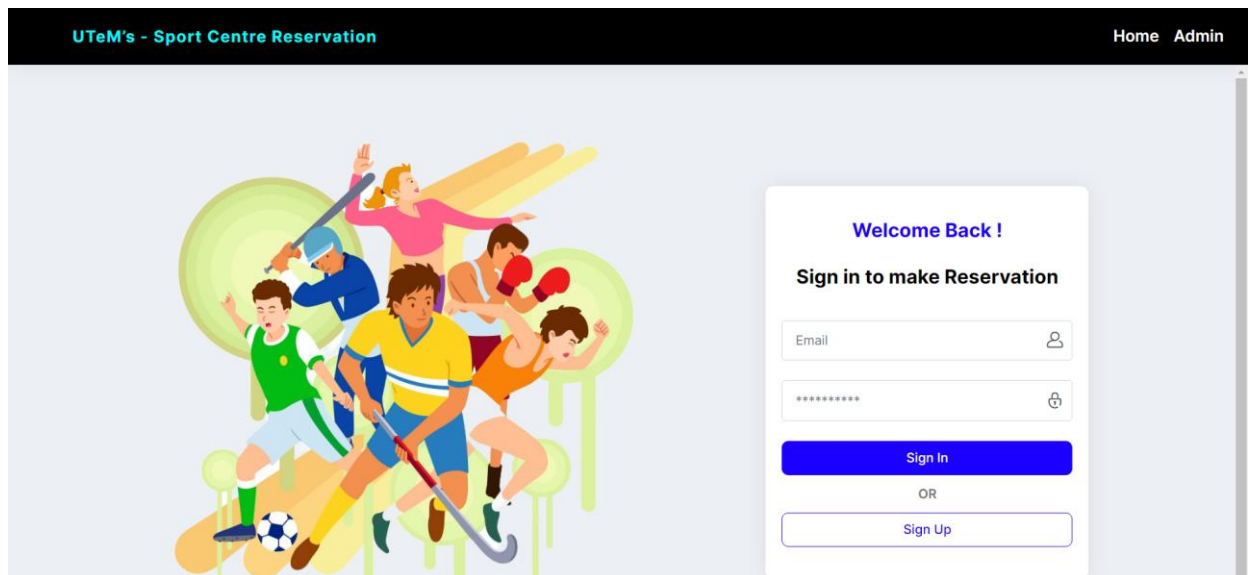 UTeM's - Sport Centre Reservation
Home Admin
Welcome Back !
Sign in to make Reservation
Email
**********
Sign In
OR
Sign Up